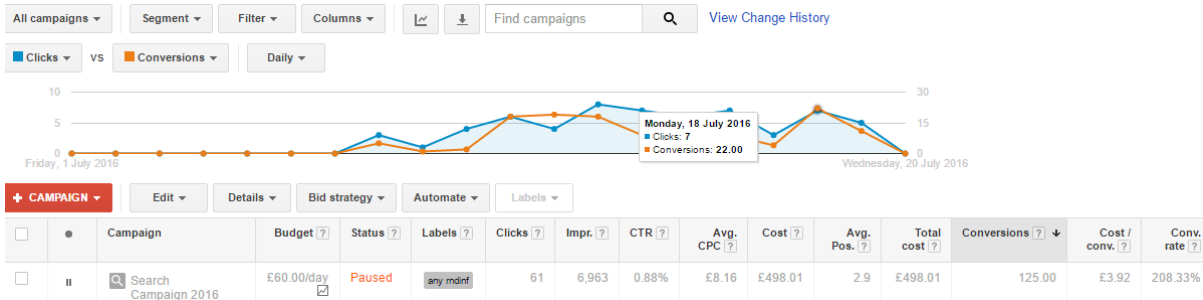 All campaigns Segment Filter Columns Find campaigns View Change History
Clicks VS Conversions Daily
10 30
5 15
0 0
Monday, 18 July 2016
Clicks: 7
Conversions: 22.00
Friday, 1 July 2016 Wednesday, 20 July 2016
+ CAMPAIGN Edit Details Bid strategy Automate Labels
Campaign Budget ? Status ? Labels ? Clicks ? Impr. ? CTR ? Avg. CPC ? Cost ? Avg. Pos. ? Total cost ? Conversions ? Cost / conv. ? Conv. rate ?
Search Campaign 2016 £60.00/day Paused any rndinf 61 6,963 0.88% £8.16 £498.01 2.9 £498.01 125.00 £3.92 208.33%